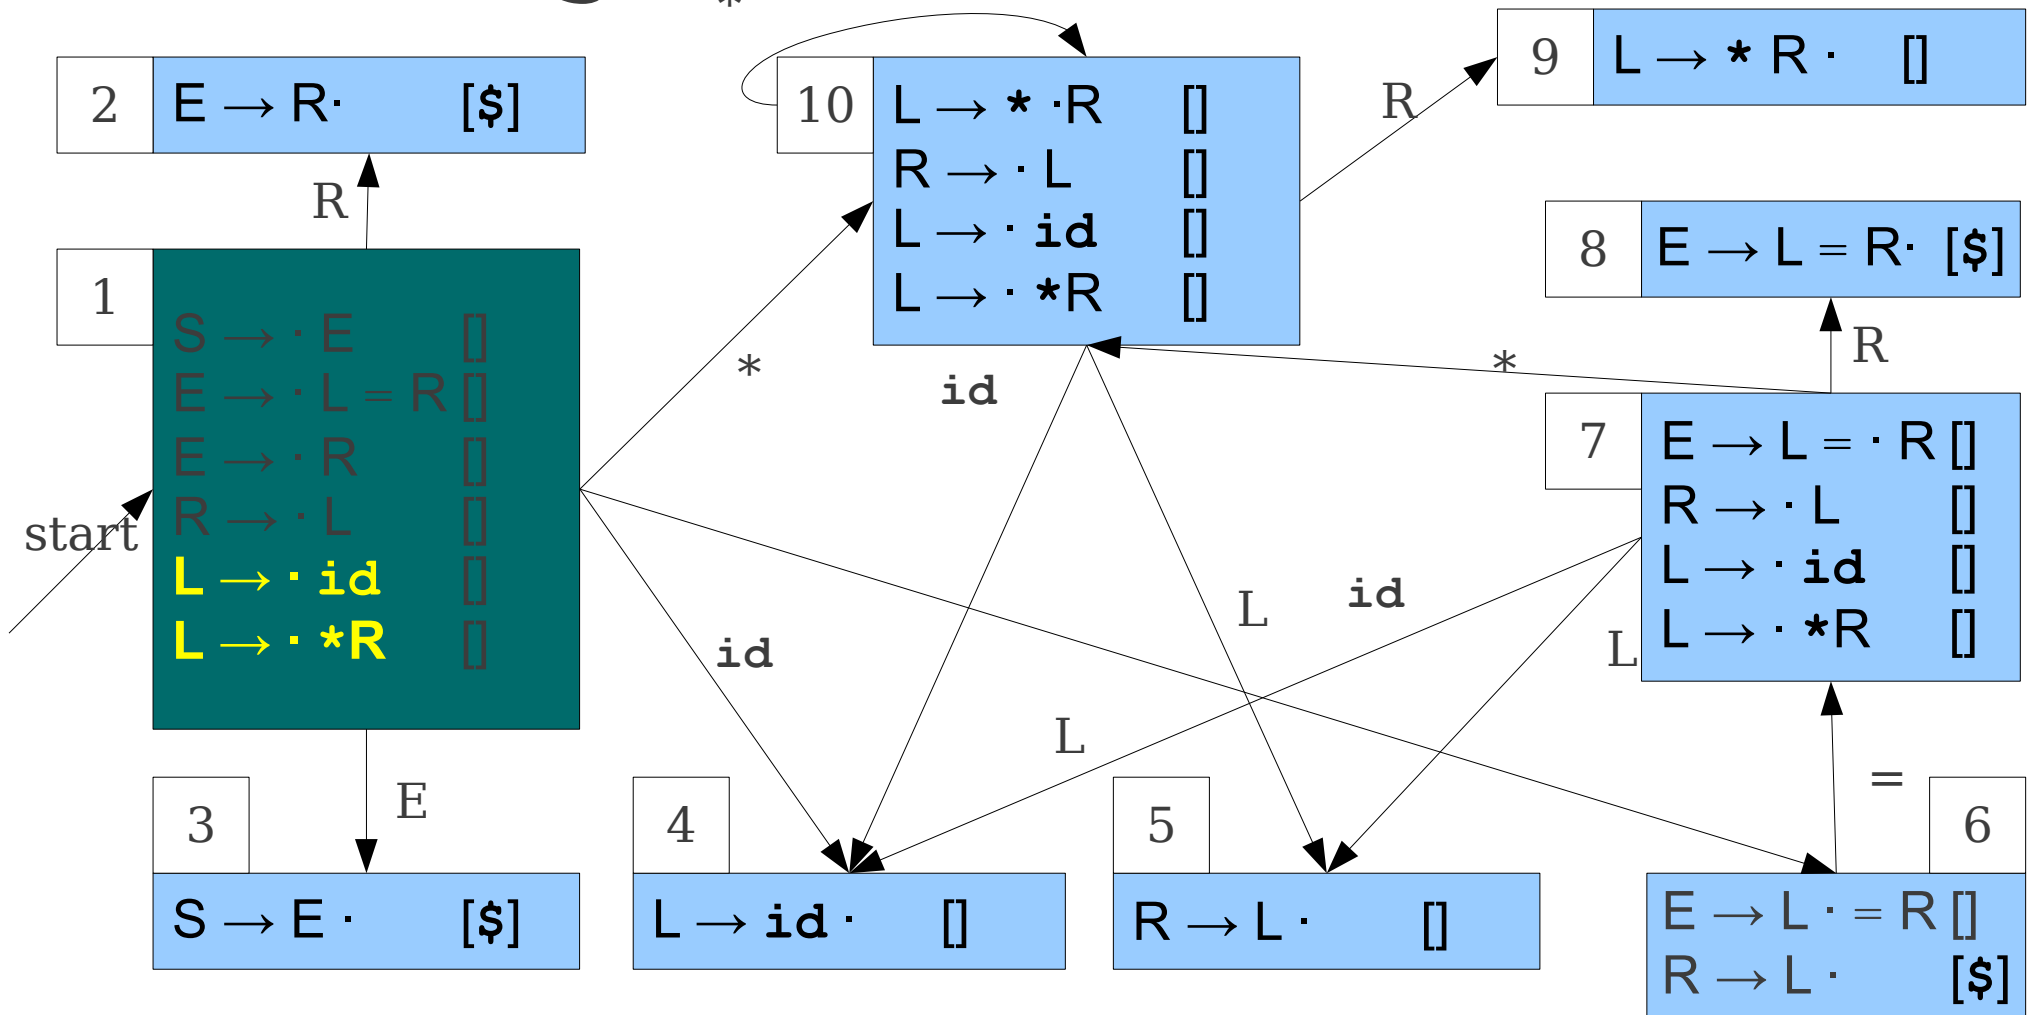 *
2
E → R· [$]
10
L → * ·R []
R → · L []
L → · id []
L → · *R []
9
L → * R · []
R
R
8
E → L = R· [$]
1
S → · E []
E → · L = R []
E → · R []
R → · L []
L → · id []
L → · *R []
start
*
id
*
R
7
E → L = · R []
R → · L []
L → · id []
L → · *R []
id
L
id
L
L
E
=
3
S → E · [$]
4
L → id · []
5
R → L · []
6
E → L · = R []
R → L · [$]